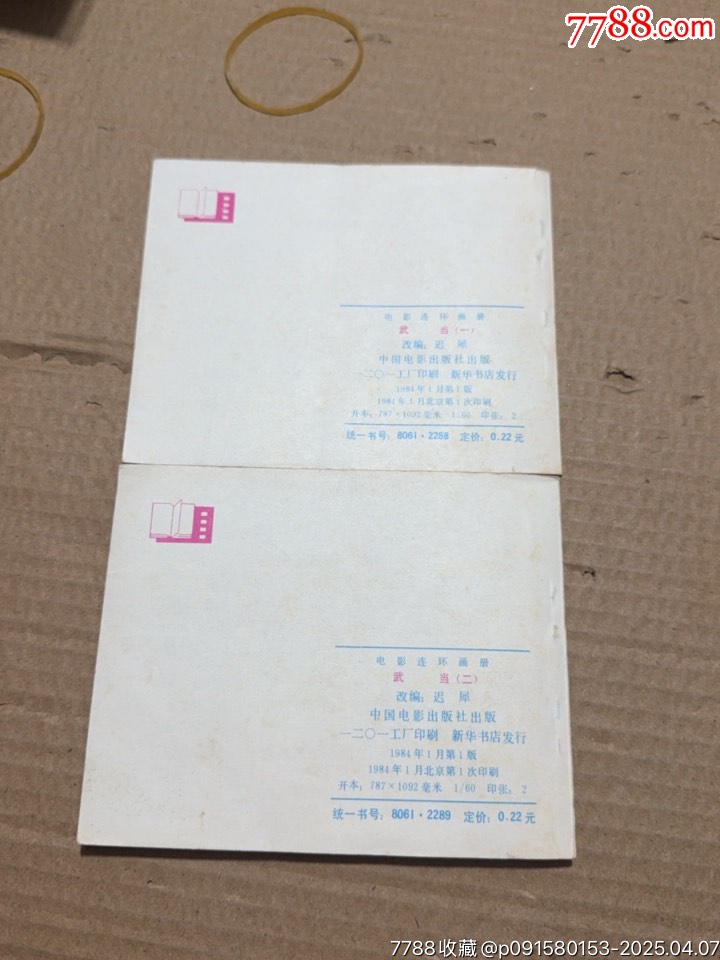 7788.com
电影连环画册
武 当(一)
改编：迟 犀
中国电影出版社出版
一二〇一工厂印刷 新华书店发行
1984年1月第1版
1984年1月北京第1次印刷
开本：787×1092毫米 1/60 印张：2
统一书号：8061·2288 定价：0.22元
电影连环画册
武 当(二)
改编：迟 犀
中国电影出版社出版
一二〇一工厂印刷 新华书店发行
1984年1月第1版
1984年1月北京第1次印刷
开本：787×1092毫米 1/60 印张：2
统一书号：8061·2289 定价：0.22元
7788收藏@p091580153-2025.04.07